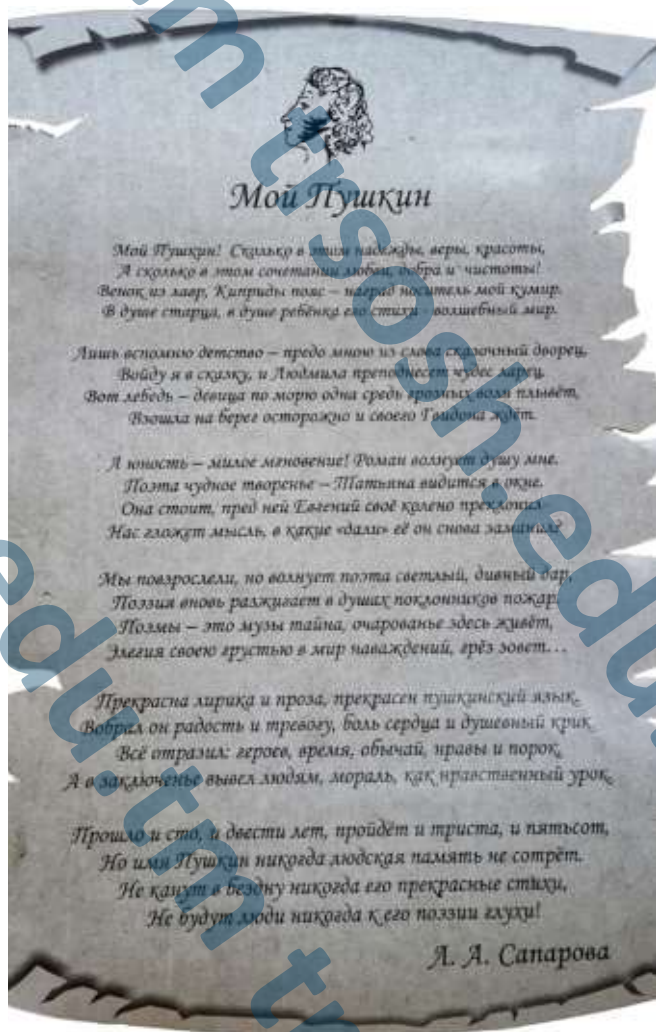 Мой Пушкин
Мой Пушкин! Сколько в этом надежды, веры, красоты,
А сколько в этом сочетании любви, добра и чистоты!
Венок из лавр, Киприды пояс – наград носитель мой кумир.
В душе старца, в душе ребёнка его стихи - волшебный мир.
Лишь вспомню детство – предо мною из слова сказочный дворец,
Войду я в сказку, и Людмила преподнесет чудес ларец.
Вот лебедь – девица по морю одна средь грозных волн плывёт,
Взошла на берег осторожно и своего Гвидона ждёт.
А юность – милое мгновение! Роман волнует душу мне.
Поэта чудное творенье – Татьяна видится в окне.
Она стоит, пред ней Евгений своё колено преклонил-
Нас гложет мысль, в какие «дали» её он снова заманил?
Мы повзрослели, но волнует поэта светлый, дивный дар,
Поэзия вновь разжигает в душах поклонников пожар.
Поэмы – это музы тайна, очарованье здесь живёт,
Элегия своею грустью в мир наваждений, грёз зовет…
Прекрасна лирика и проза, прекрасен пушкинский язык,
Вобрал он радость и тревогу, боль сердца и душевный крик
Всё отразил: героев, время, обычай, нравы и порок,
А в заключенье вывел людям, мораль, как нравственный урок.
Прошло и сто, и двести лет, пройдёт и триста, и пятьсот,
Но имя Пушкин никогда людская память не сотрёт.
Не канут в бездну никогда его прекрасные стихи,
Не будут люди никогда к его поэзии глухи!
А. А. Сапарова